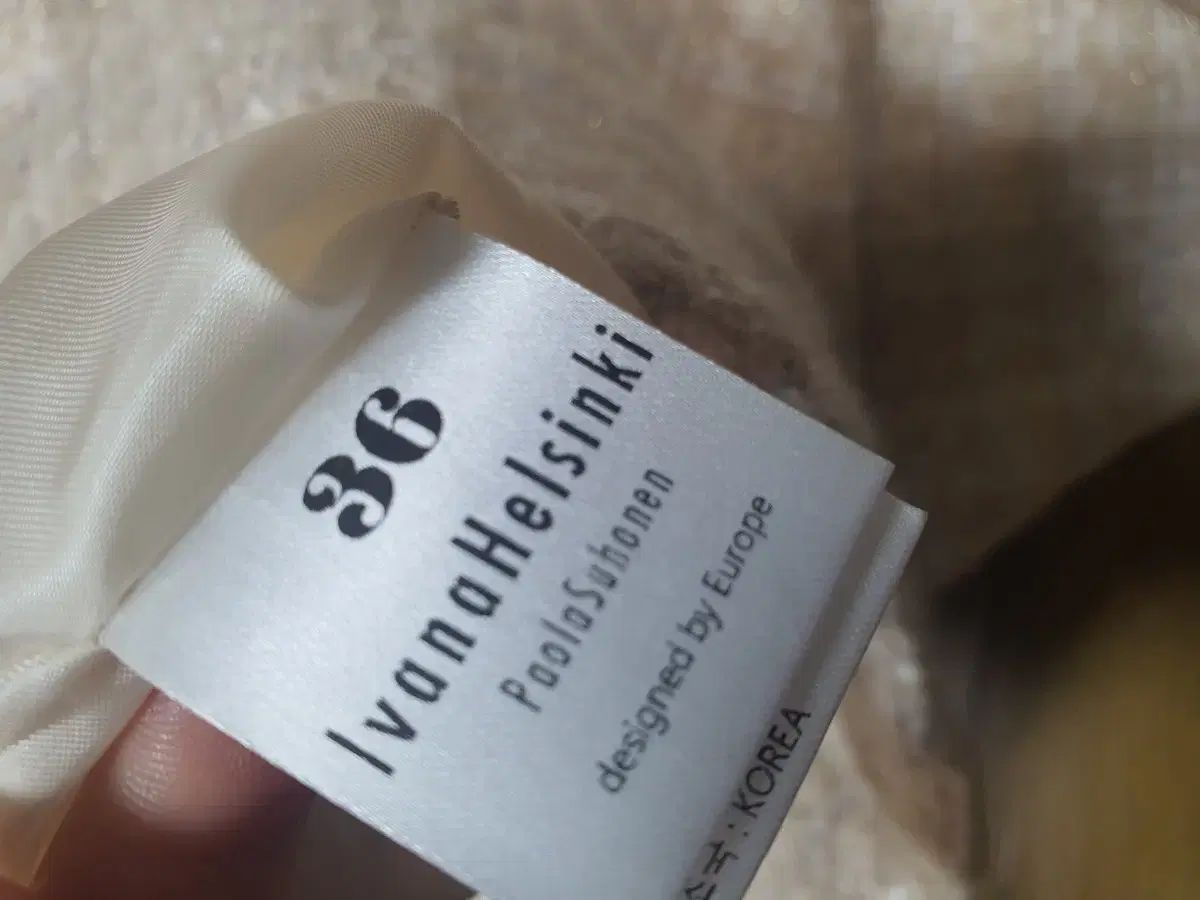 36
IvanaHelsinki
PaolaSuhonen
designed by Europe
: KOREA